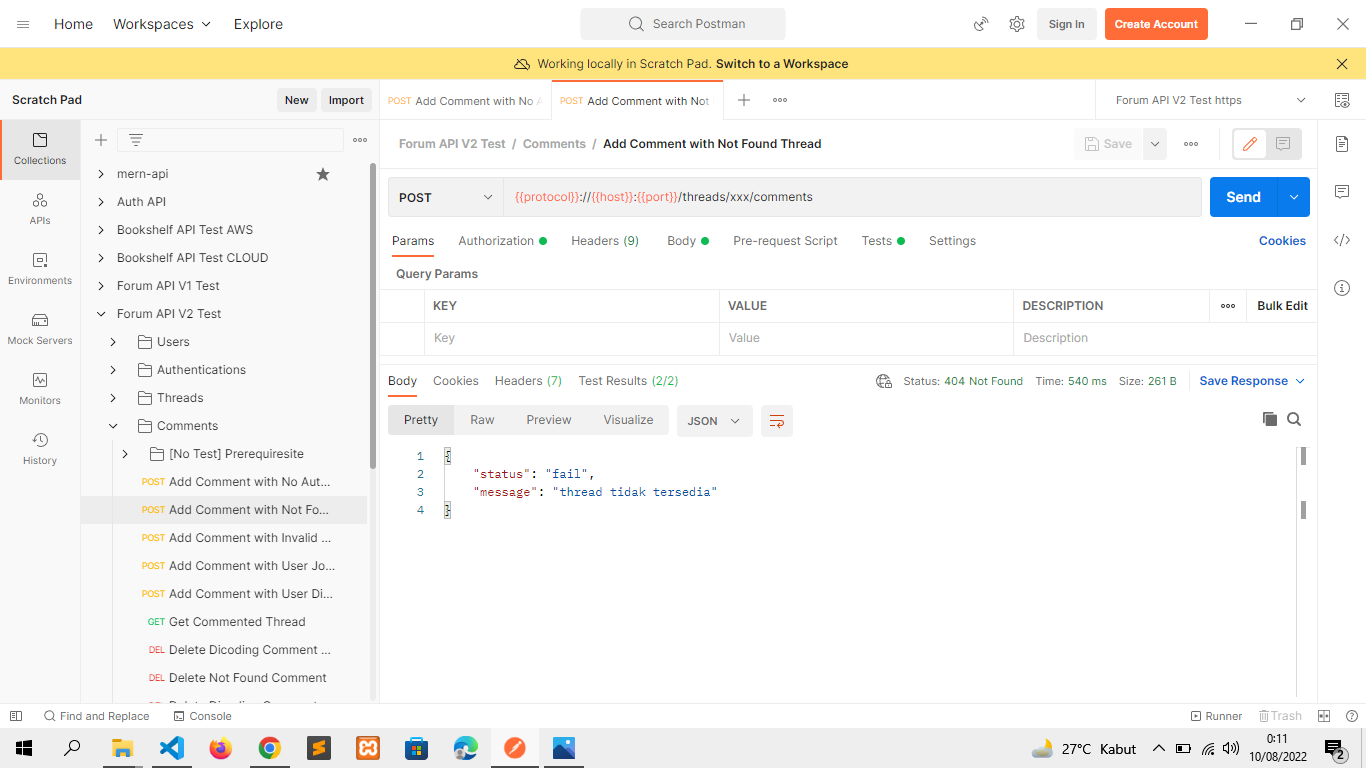 Home Workspaces Explore Search Postman Sign In Create Account
Working locally in Scratch Pad. Switch to a Workspace
Scratch Pad New Import
POST Add Comment with No A
POST Add Comment with Not
Forum API V2 Test https
Collections
APIs
Environments
Mock Servers
Monitors
History
mern-api
Auth API
Bookshelf API Test AWS
Bookshelf API Test CLOUD
Forum API V1 Test
Forum API V2 Test
Users
Authentications
Threads
Comments
[No Test] Prerequiresite
POST Add Comment with No Aut...
POST Add Comment with Not Fo...
POST Add Comment with Invalid ...
POST Add Comment with User Jo...
POST Add Comment with User Di...
GET Get Commented Thread
DEL Delete Dicoding Comment ...
DEL Delete Not Found Comment
Forum API V2 Test / Comments / Add Comment with Not Found Thread
Save
POST {{protocol}}://{{host}}:{{port}}/threads/xxx/comments Send
Params Authorization Headers (9) Body Pre-request Script Tests Settings Cookies
Query Params
KEY VALUE DESCRIPTION Bulk Edit
Key Value Description
Body Cookies Headers (7) Test Results (2/2) Status: 404 Not Found Time: 540 ms Size: 261 B Save Response
Pretty Raw Preview Visualize JSON
1 {
2 "status": "fail",
3 "message": "thread tidak tersedia"
4 }
Find and Replace Console Runner Trash
27°C Kabut
0:11
10/08/2022
2